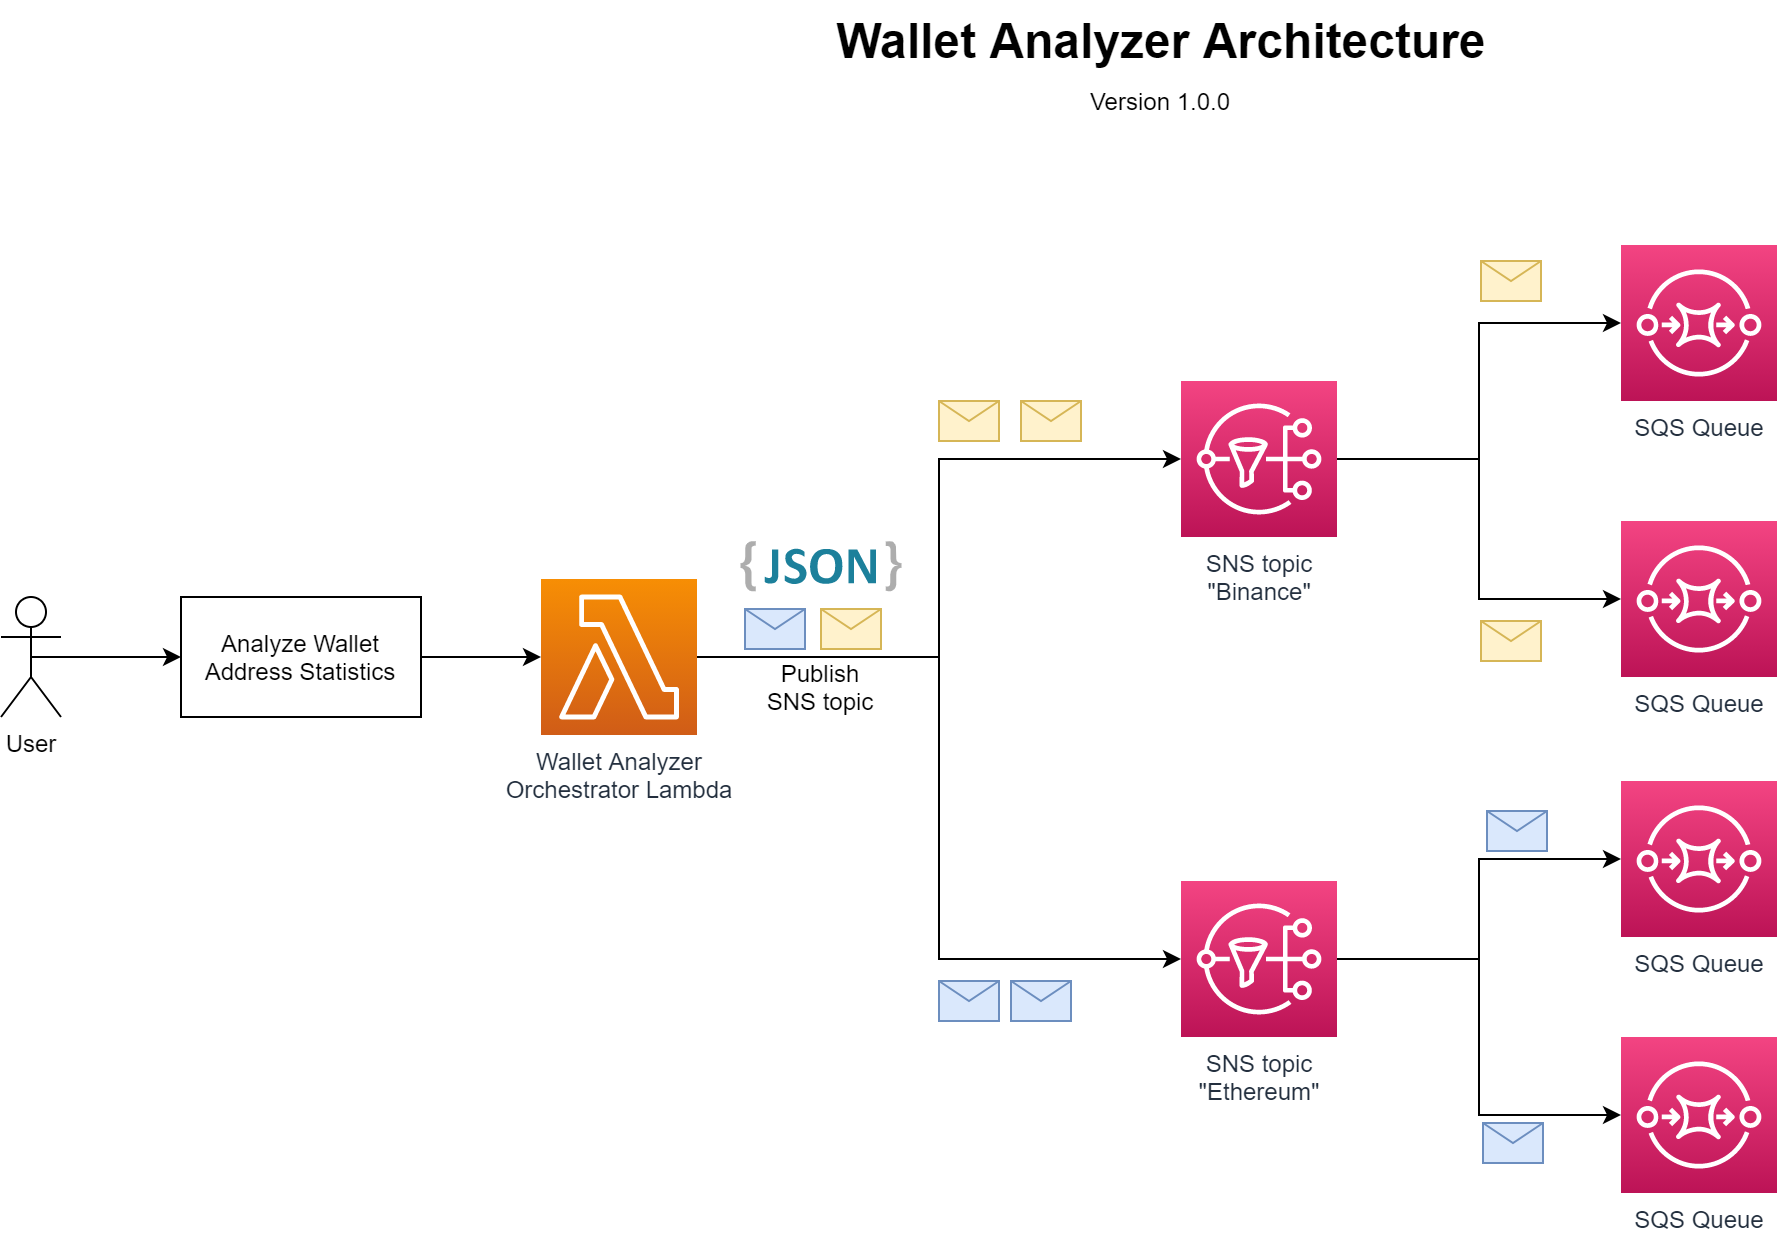 Wallet Analyzer Architecture
Version 1.0.0
SQS Queue
{JSON}
SNS topic
"Binance"
Analyze Wallet
Address Statistics
Publish
SNS topic
SQS Queue
User
Wallet Analyzer
Orchestrator Lambda
SQS Queue
SNS topic
"Ethereum"
SQS Queue